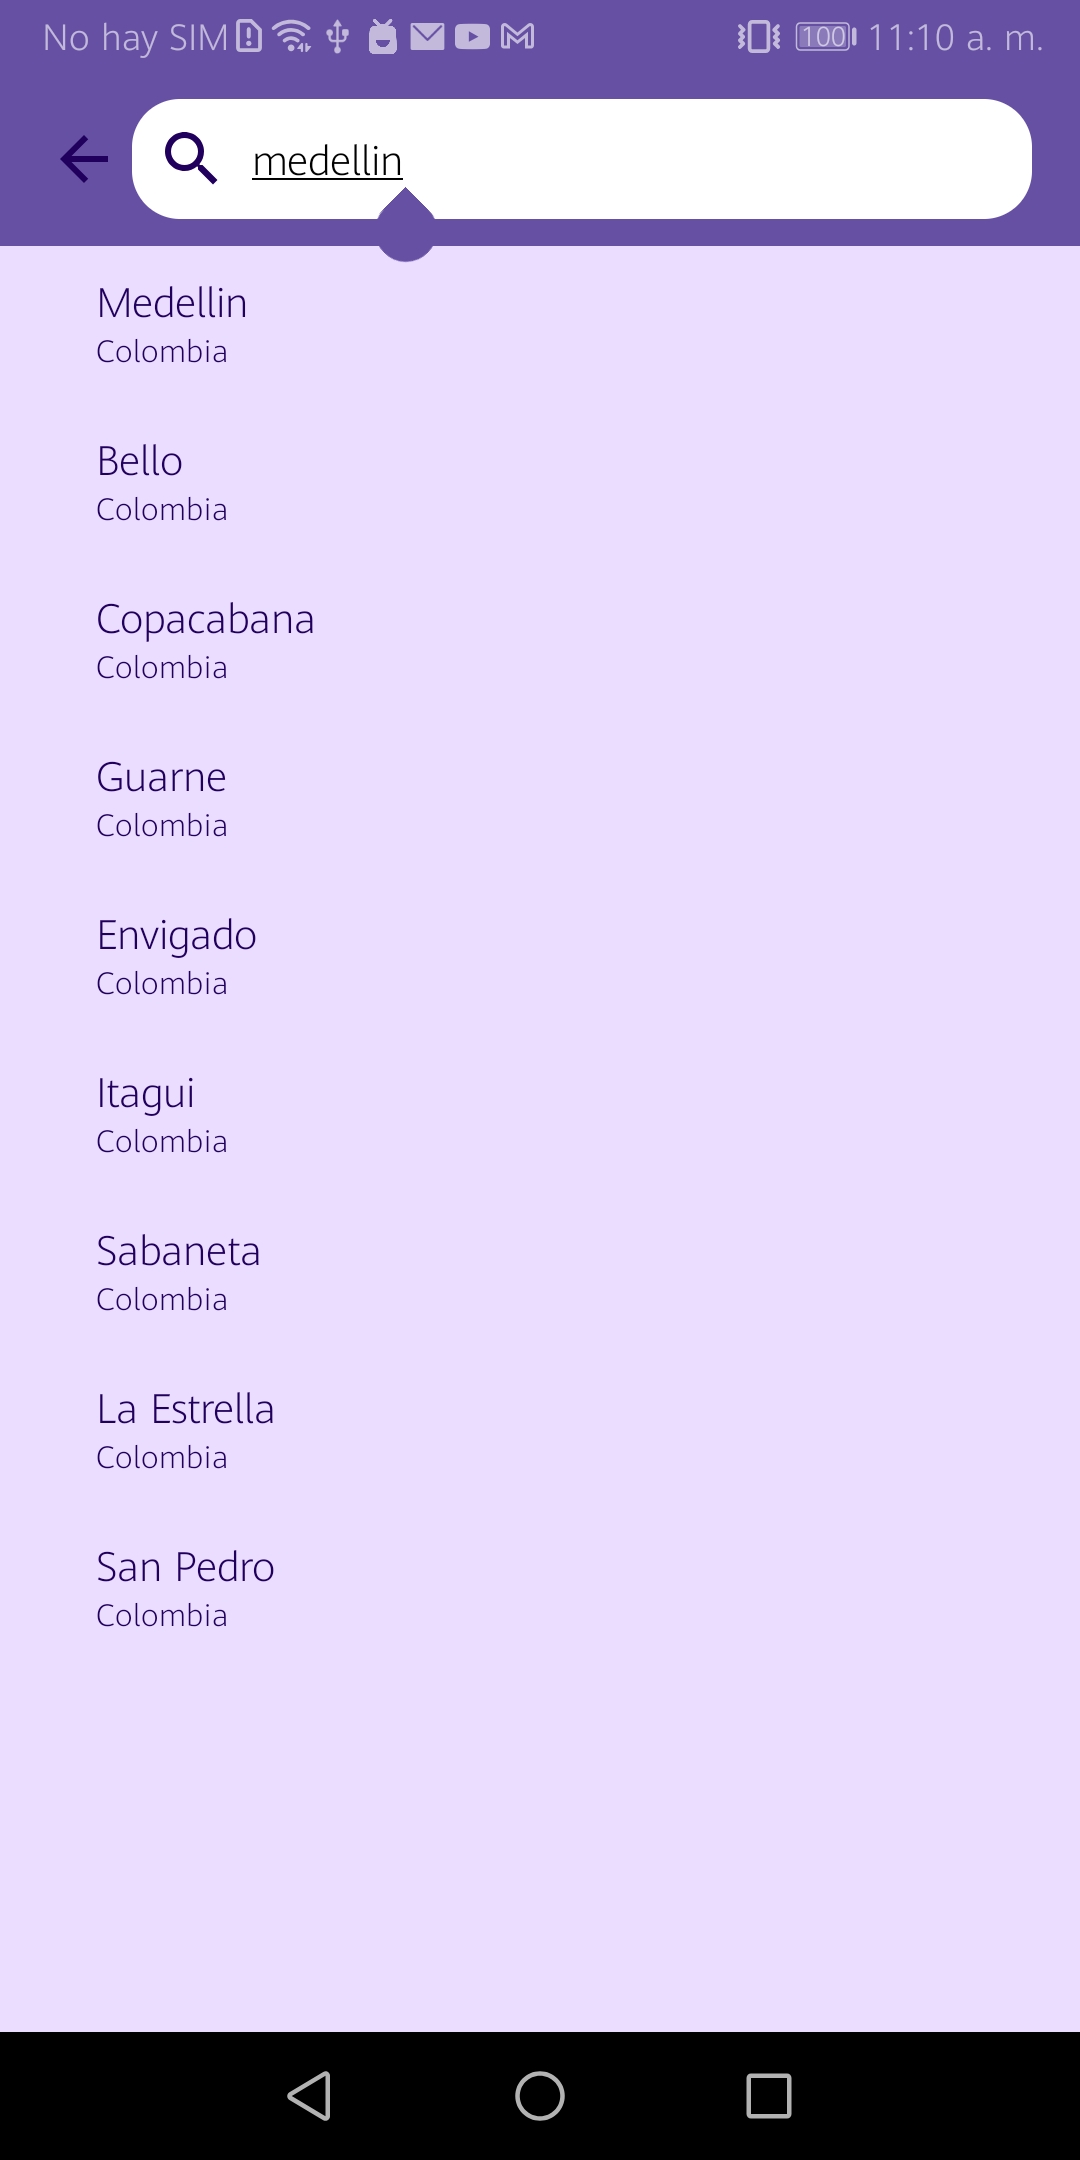 No hay SIM 100 11:10 a. m.
medellin
Medellin
Colombia
Bello
Colombia
Copacabana
Colombia
Guarne
Colombia
Envigado
Colombia
Itagui
Colombia
Sabaneta
Colombia
La Estrella
Colombia
San Pedro
Colombia